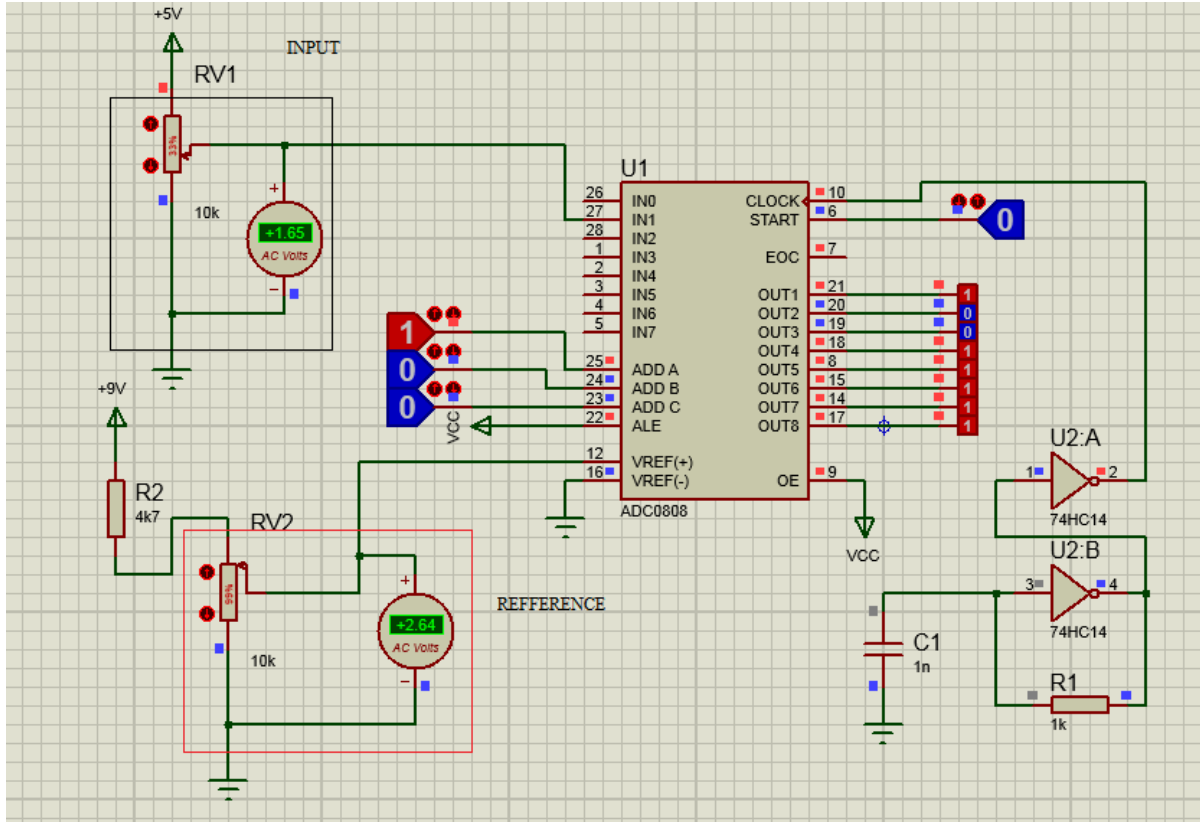 +5V
INPUT
RV1
33%
10k
+1.65
AC Volts
U1
26 IN0
27 IN1
28 IN2
1 IN3
2 IN4
3 IN5
4 IN6
5 IN7
25 ADD A
24 ADD B
23 ADD C
22 ALE
12 VREF(+)
16 VREF(-)
CLOCK 10
START 6
EOC 7
OUT1 21
OUT2 20
OUT3 19
OUT4 18
OUT5 8
OUT6 15
OUT7 14
OUT8 17
OE 9
ADC0808
0
1
0
0
1
1
1
1
1
1
0
0
VCC
VCC
+9V
R2
4k7
RV2
99%
10k
+2.64
AC Volts
REFFERENCE
U2:A
1 2
74HC14
U2:B
3 4
74HC14
C1
1n
R1
1k